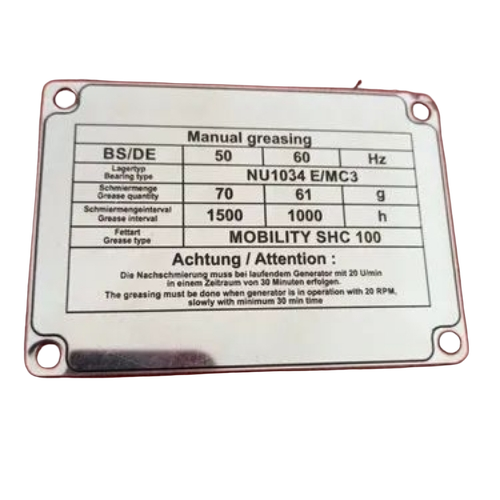 Manual greasing
BS/DE 50 60 Hz
Lagertyp
Bearing type NU1034 E/MC3
Schmiermenge
Grease quantity 70 61 g
Schmiermengeinterval
Grease interval 1500 1000 h
Fettart
Grease type MOBILITY SHC 100
Achtung / Attention :
Die Nachschmierung muss bei laufendem Generator mit 20 U/min
in einem Zeitraum von 30 Minuten erfolgen.
The greasing must be done when generator is in operation with 20 RPM,
slowly with minimum 30 min time